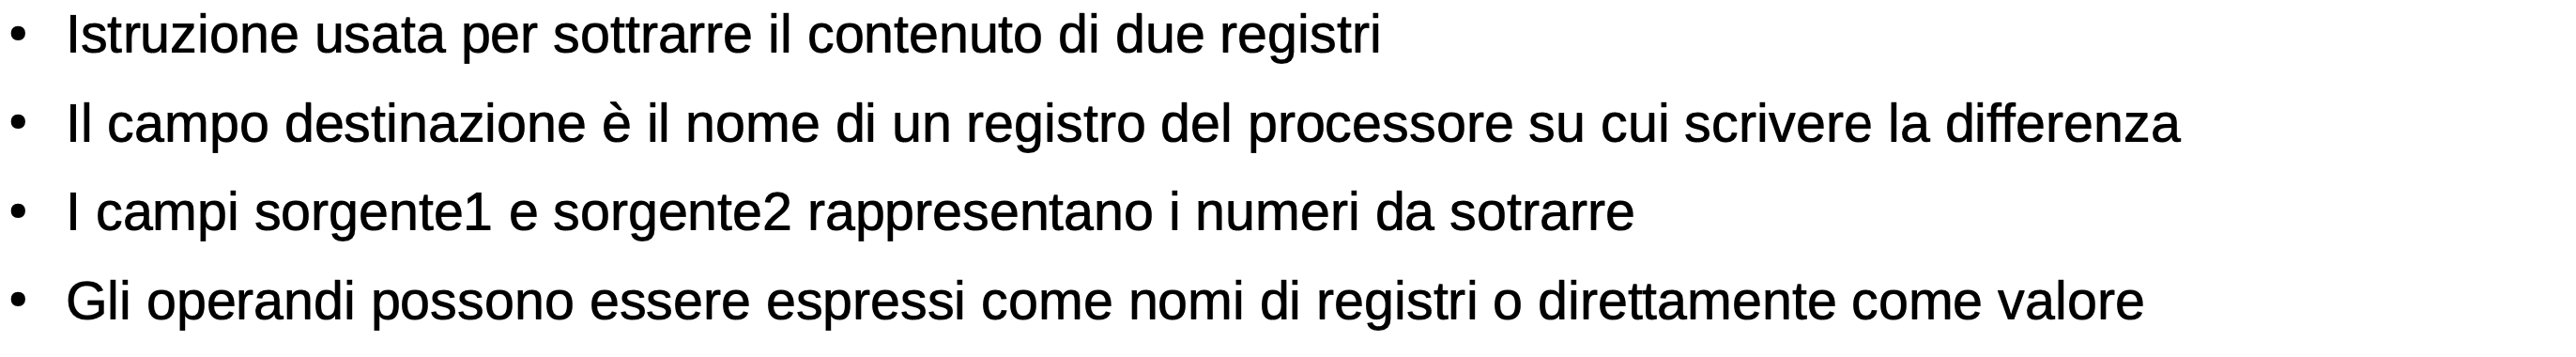 • Istruzione usata per sottrarre il contenuto di due registri
• Il campo destinazione è il nome di un registro del processore su cui scrivere la differenza
• I campi sorgente1 e sorgente2 rappresentano i numeri da sotrarre
• Gli operandi possono essere espressi come nomi di registri o direttamente come valore